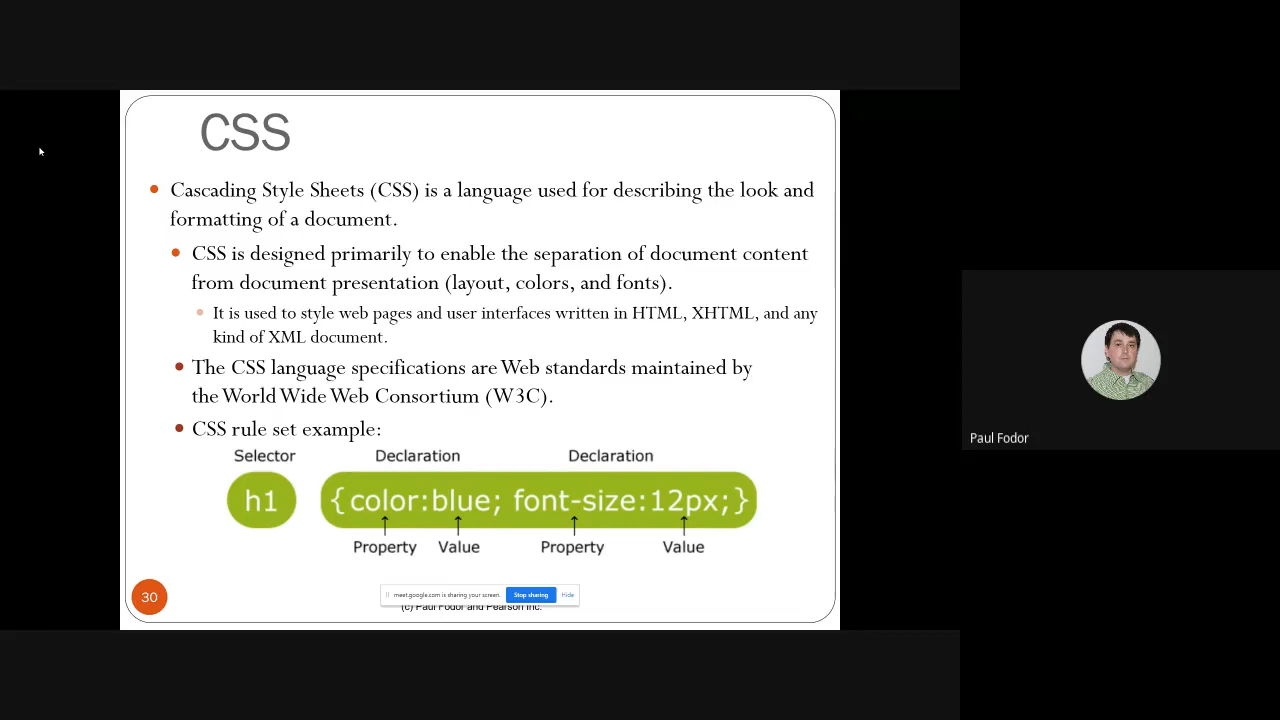 CSS
Cascading Style Sheets (CSS) is a language used for describing the look and
formatting of a document.
CSS is designed primarily to enable the separation of document content
from document presentation (layout, colors, and fonts).
It is used to style web pages and user interfaces written in HTML, XHTML, and any
kind of XML document.
The CSS language specifications are Web standards maintained by
the World Wide Web Consortium (W3C).
CSS rule set example:
Selector Declaration Declaration
h1 {color:blue; font-size:12px;}
Property Value Property Value
30
meet.google.com is sharing your screen. Stop sharing Hide
(c) Paul Fodor and Pearson Inc.
Paul Fodor